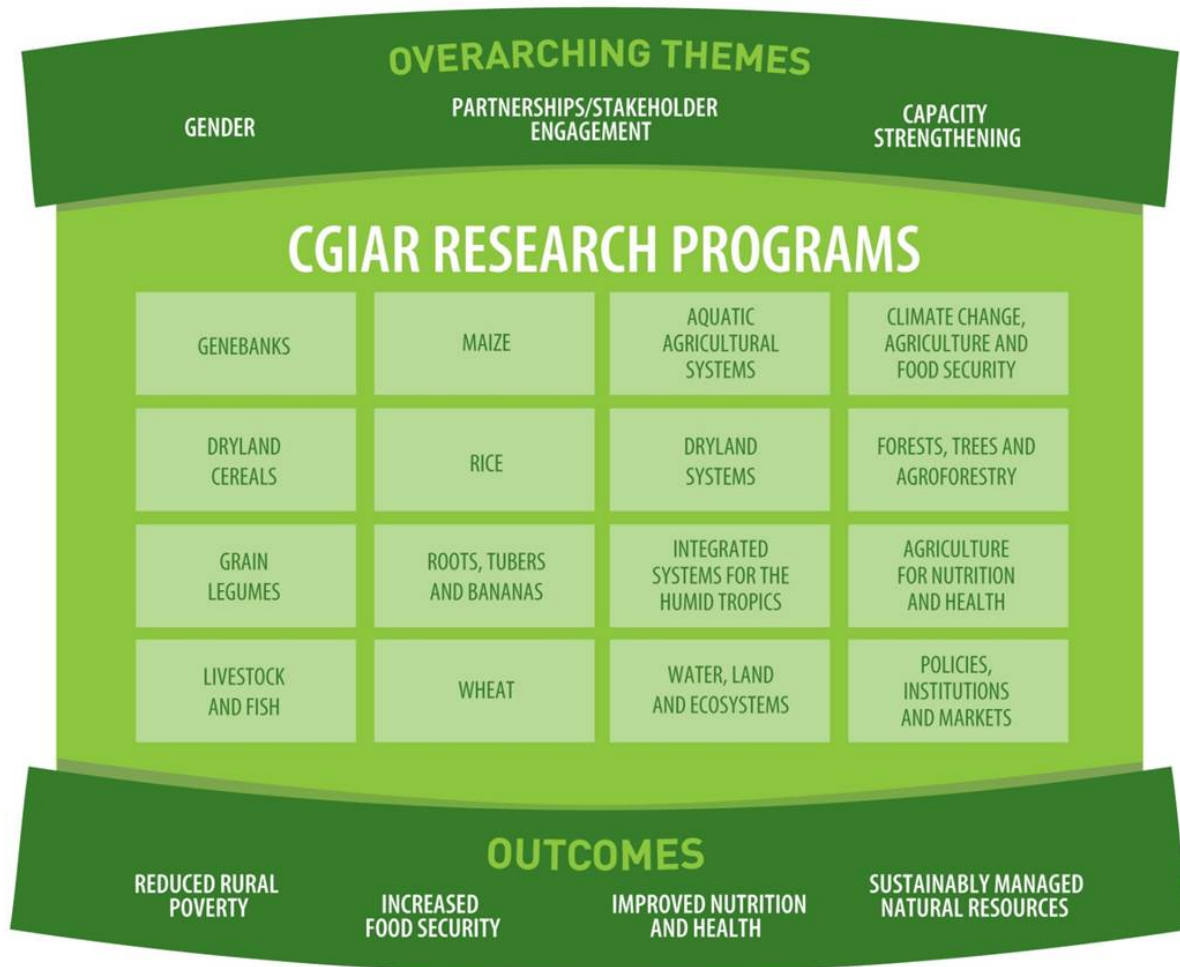 OVERARCHING THEMES
GENDER
PARTNERSHIPS/STAKEHOLDER
ENGAGEMENT
CAPACITY
STRENGTHENING
CGIAR RESEARCH PROGRAMS
GENEBANKS
MAIZE
AQUATIC
AGRICULTURAL
SYSTEMS
CLIMATE CHANGE,
AGRICULTURE AND
FOOD SECURITY
DRYLAND
CEREALS
RICE
DRYLAND
SYSTEMS
FORESTS, TREES AND
AGROFORESTRY
GRAIN
LEGUMES
ROOTS, TUBERS
AND BANANAS
INTEGRATED
SYSTEMS FOR THE
HUMID TROPICS
AGRICULTURE
FOR NUTRITION
AND HEALTH
LIVESTOCK
AND FISH
WHEAT
WATER, LAND
AND ECOSYSTEMS
POLICIES,
INSTITUTIONS
AND MARKETS
OUTCOMES
REDUCED RURAL
POVERTY
INCREASED
FOOD SECURITY
IMPROVED NUTRITION
AND HEALTH
SUSTAINABLY MANAGED
NATURAL RESOURCES